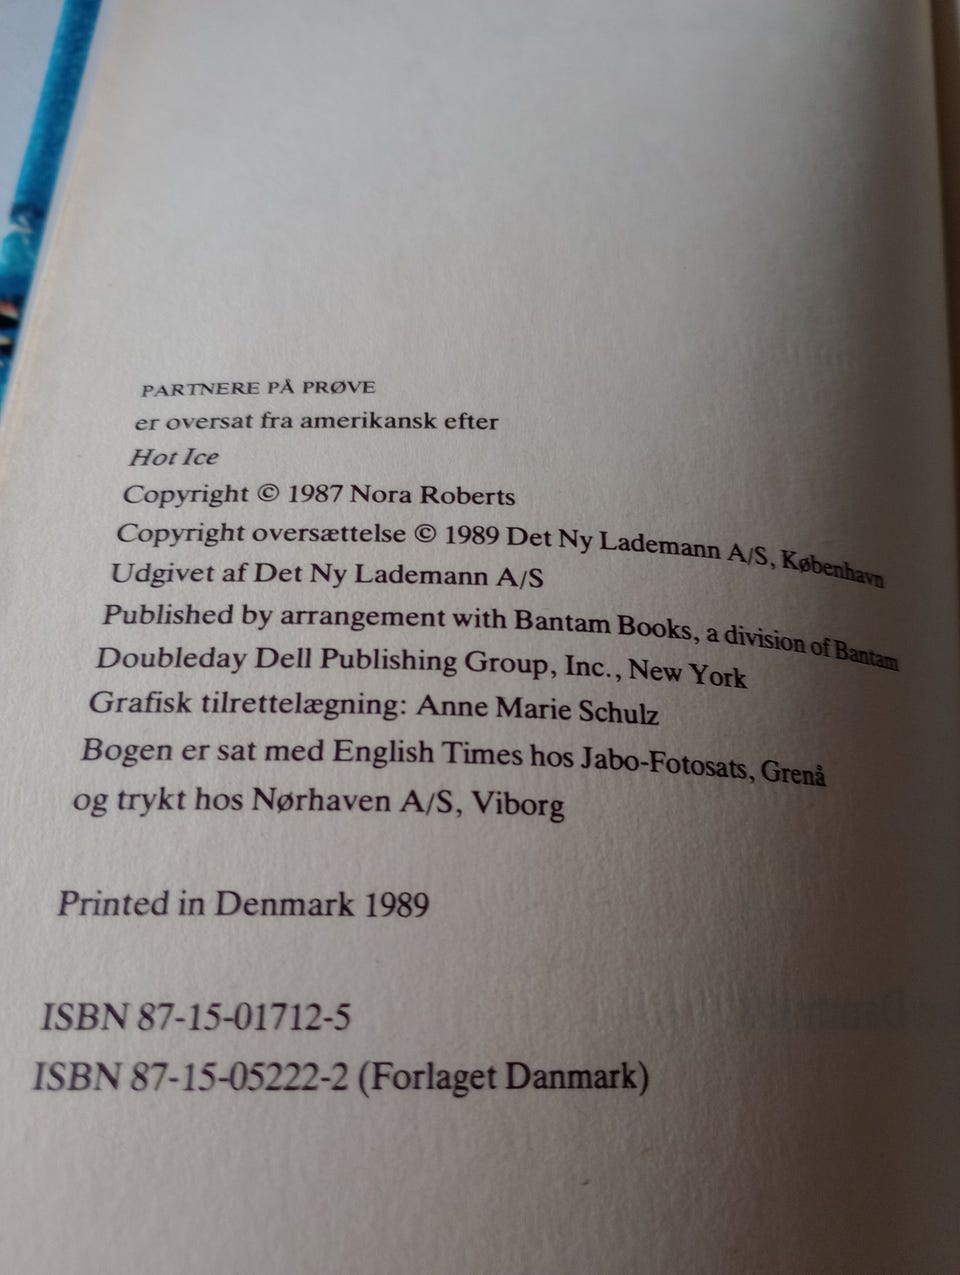 PARTNERE PÅ PRØVE
er oversat fra amerikansk efter
Hot Ice
Copyright © 1987 Nora Roberts
Copyright oversættelse © 1989 Det Ny Lademann A/S, København
Udgivet af Det Ny Lademann A/S
Published by arrangement with Bantam Books, a division of Bantam
Doubleday Dell Publishing Group, Inc., New York
Grafisk tilrettelægning: Anne Marie Schulz
Bogen er sat med English Times hos Jabo-Fotosats, Grenå
og trykt hos Nørhaven A/S, Viborg
Printed in Denmark 1989
ISBN 87-15-01712-5
ISBN 87-15-05222-2 (Forlaget Danmark)